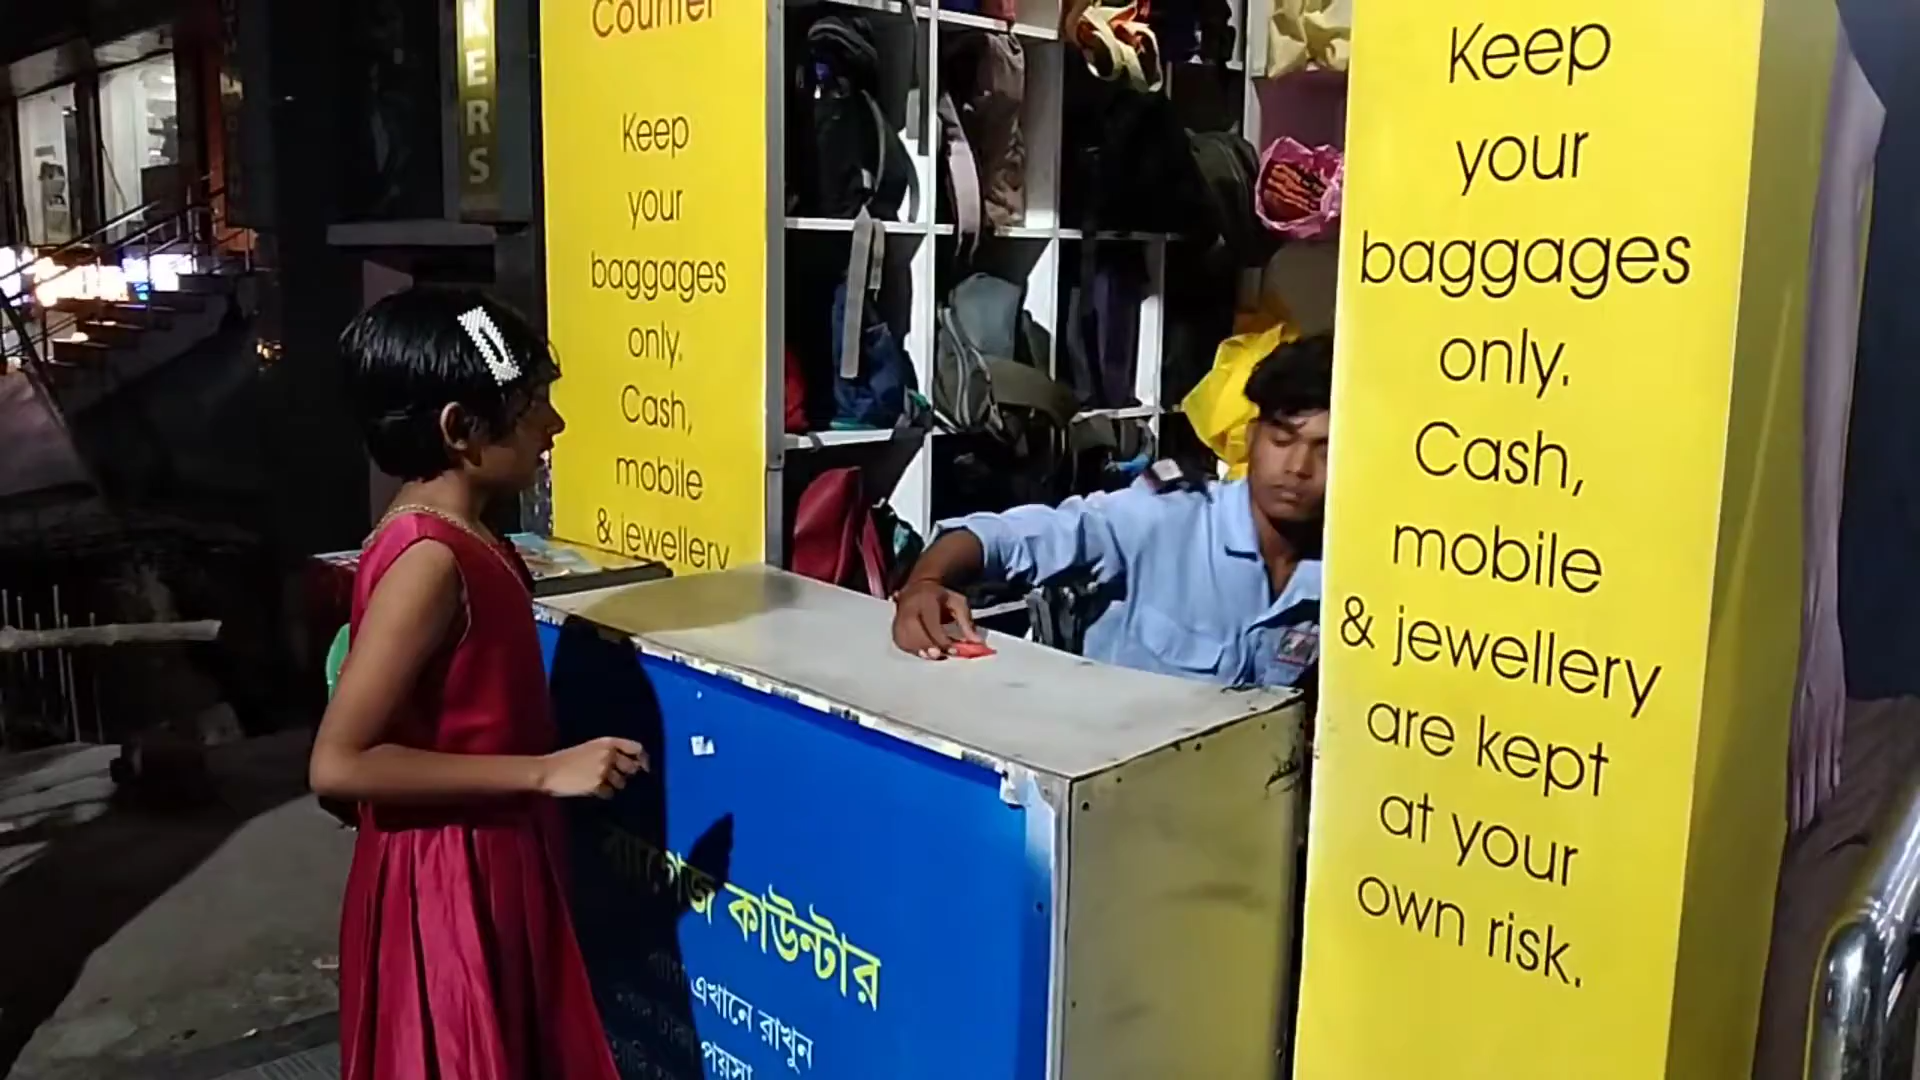 KERS
Counter
Keep
your
baggages
only.
Cash,
mobile
& jewellery
Keep
your
baggages
only.
Cash,
mobile
& jewellery
are kept
at your
own risk.
ব্যাগেজ কাউন্টার
এখানে রাখুন
পয়সা